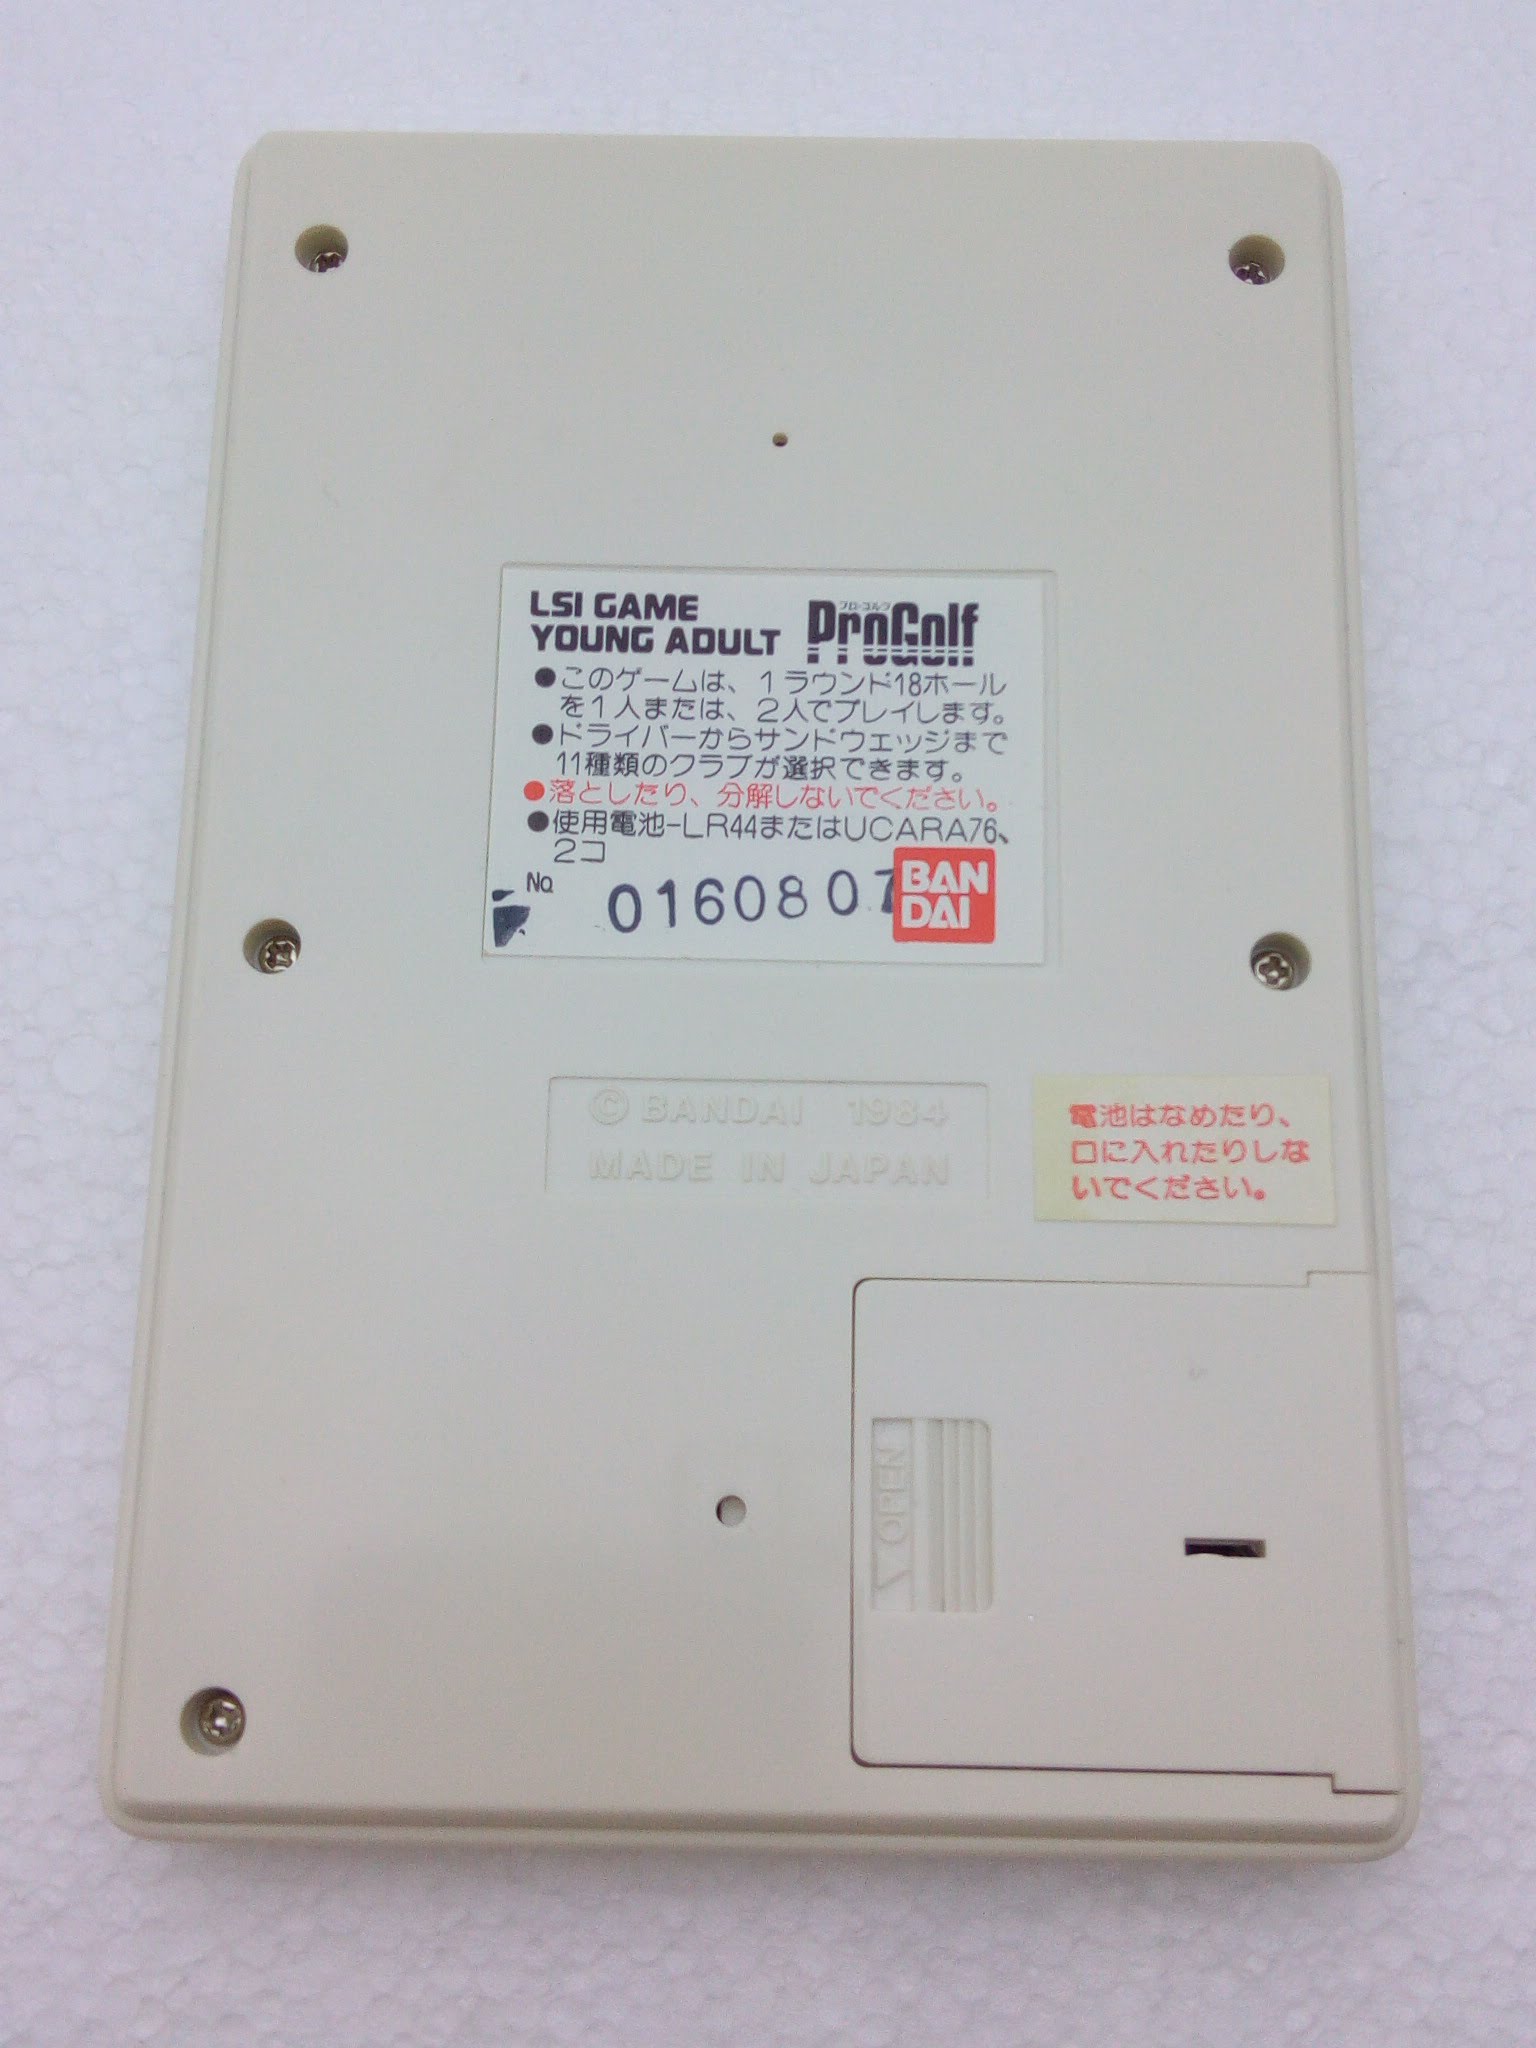 LSI GAME
YOUNG ADULT
プロ・ゴルフ
ProGolf
●このゲームは、1ラウンド18ホール
を1人または、2人でプレイします。
●ドライバーからサンドウェッジまで
11種類のクラブが選択できます。
●落としたり、分解しないでください。
●使用電池-LR44またはUCARA76、
2コ
No. 0160807
BAN
DAI
© BANDAI 1984
MADE IN JAPAN
電池はなめたり、
口に入れたりしな
いでください。
OPEN